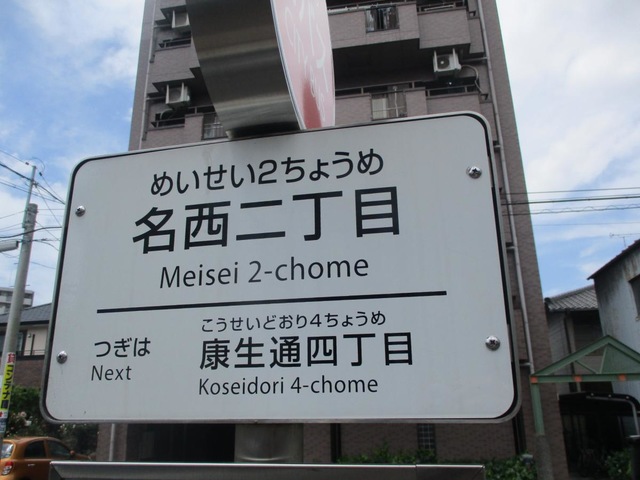 めいせい2ちょうめ
名西二丁目
Meisei 2-chome
つぎは
Next
こうせいどおり4ちょうめ
康生通四丁目
Koseidori 4-chome